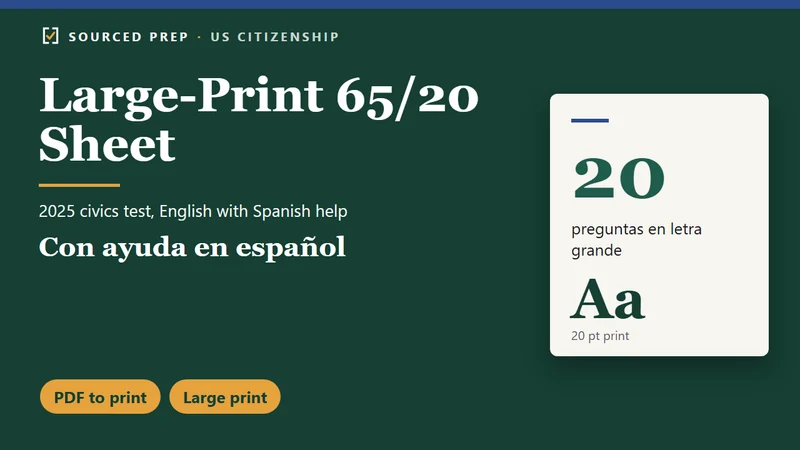 SOURCED PREP · US CITIZENSHIP
Large-Print 65/20
Sheet
2025 civics test, English with Spanish help
Con ayuda en español
PDF to print
Large print
20
preguntas en letra
grande
Aa
20 pt print